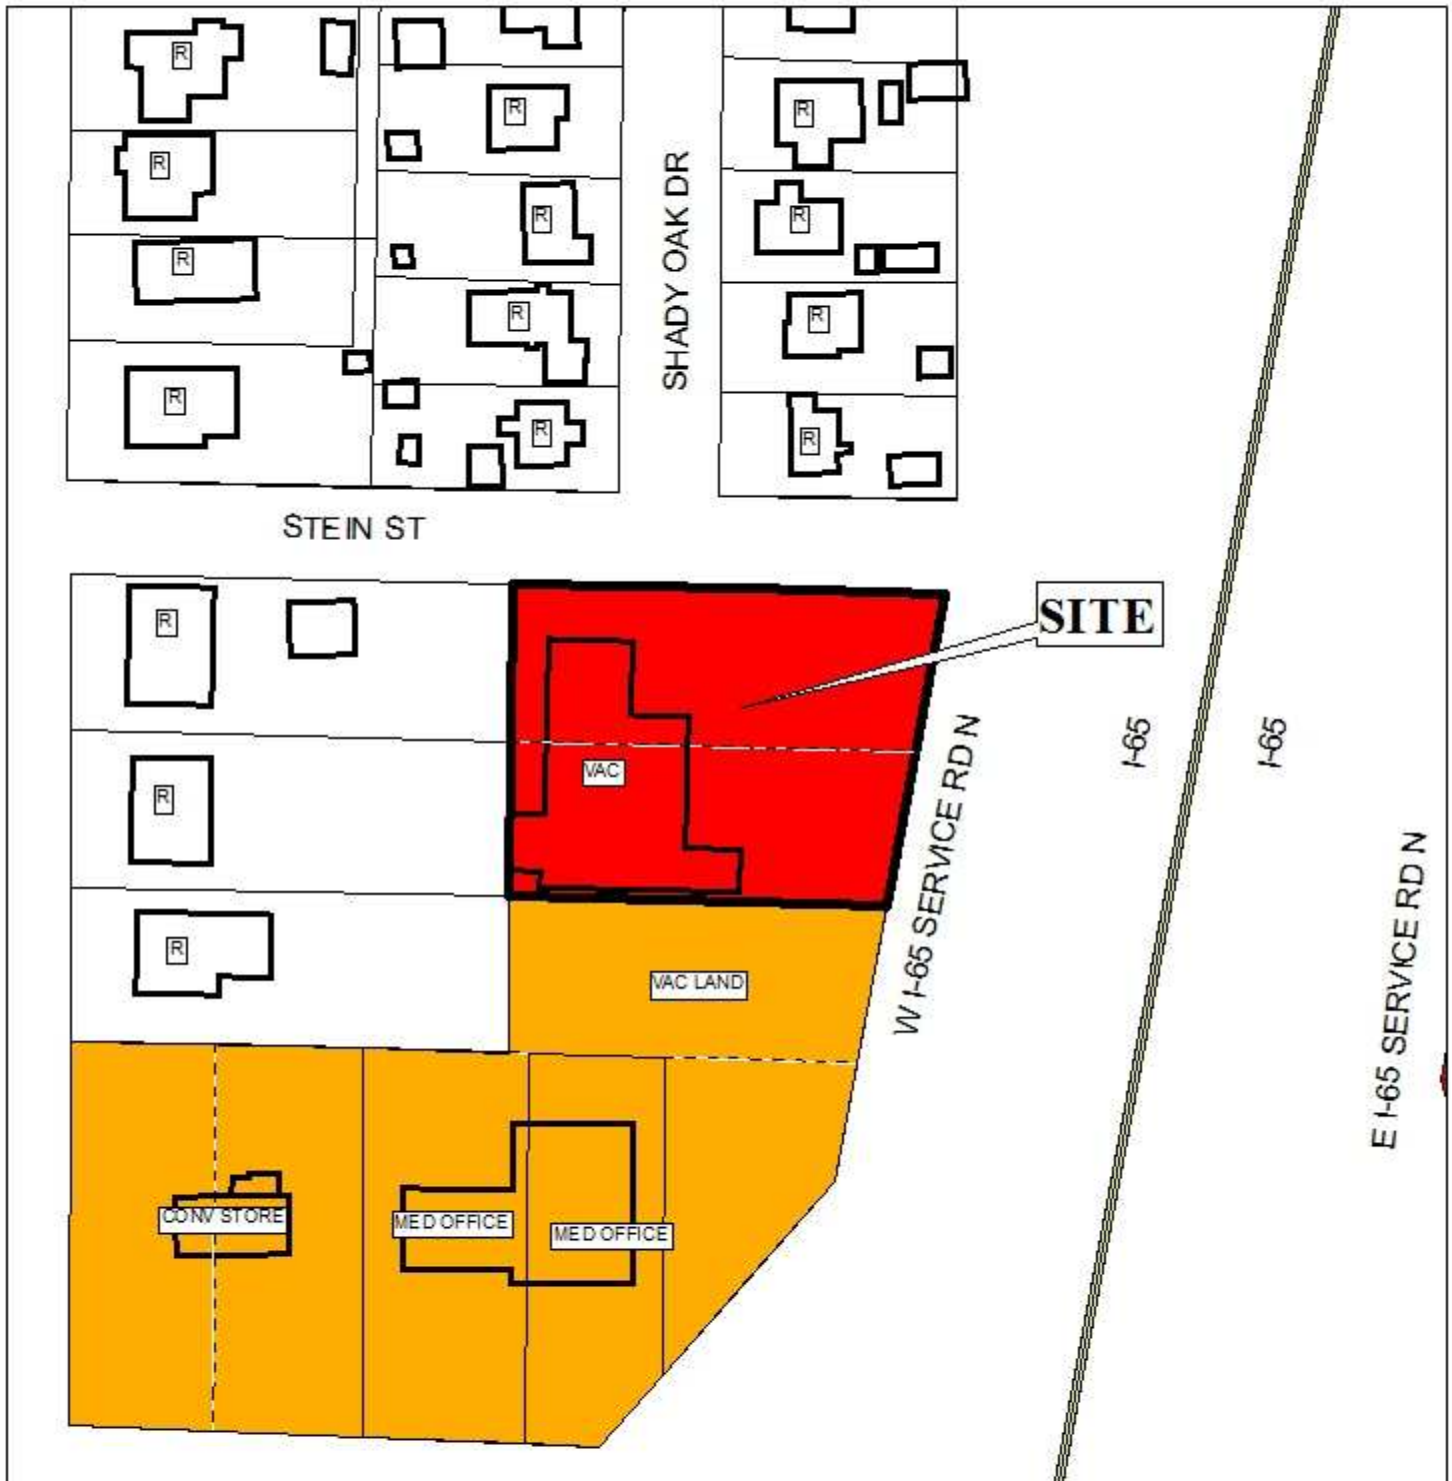 R
R
R
R
R
R
R
R
R
R
R
R
R
SHADY OAK DR
STEIN ST
R
SITE
I-65
I-65
W I-65 SERVICE RD N
VAC
R
E I-65 SERVICE RD N
R
VAC LAND
CONV STORE
MED OFFICE
MED OFFICE